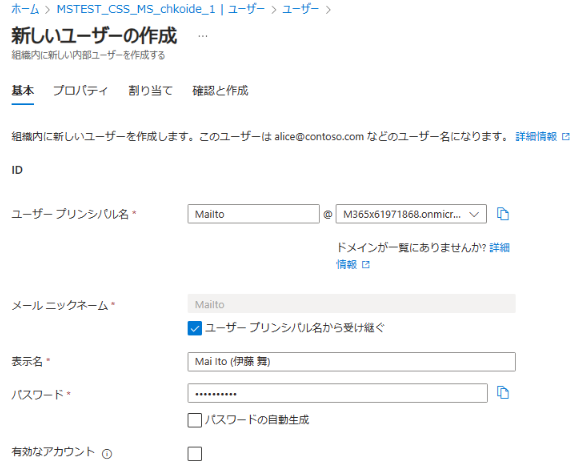 ホーム > MSTEST_CSS_MS_chkoide_1 | ユーザー > ユーザー >
新しいユーザーの作成 …
組織内に新しい内部ユーザーを作成する
基本 プロパティ 割り当て 確認と作成
組織内に新しいユーザーを作成します。このユーザーは alice@contoso.com などのユーザー名になります。 詳細情報
ID
ユーザー プリンシパル名 * MaiIto @ M365x61971868.onmicr...
ドメインが一覧にありませんか? 詳細
情報
メール ニックネーム * MaiIto
ユーザー プリンシパル名から受け継ぐ
表示名 * Mai Ito (伊藤 舞)
パスワード * ••••••••••
パスワードの自動生成
有効なアカウント